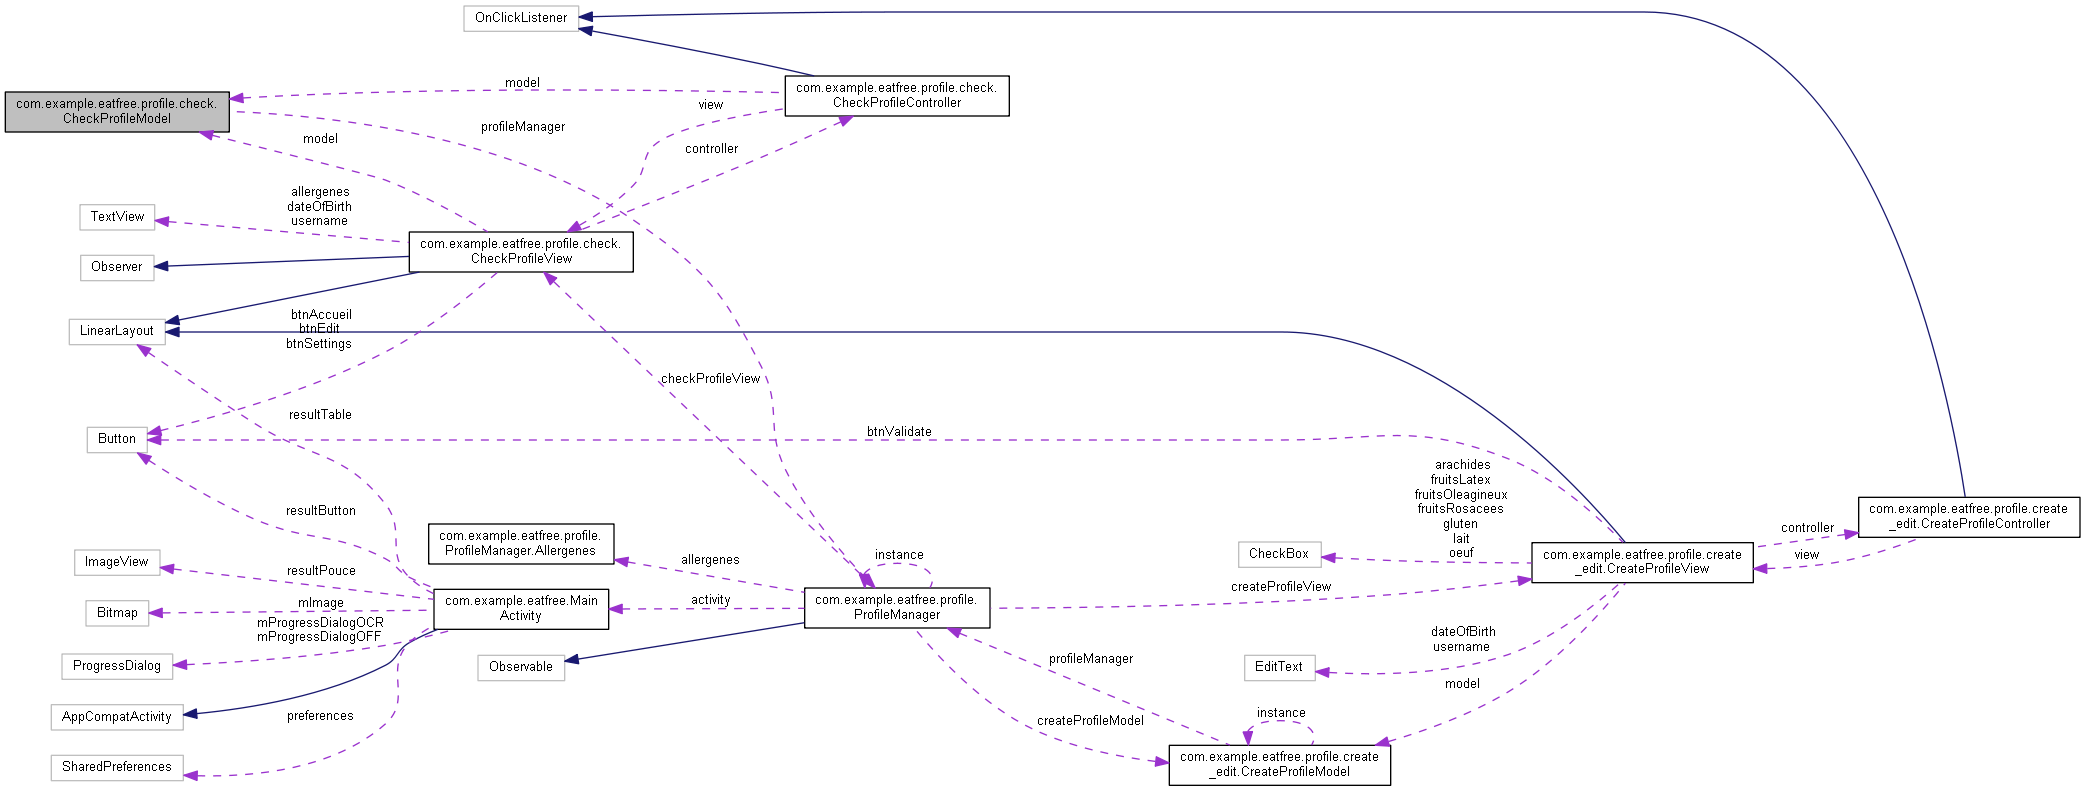 OnClickListener
com.example.eatfree.profile.check.
CheckProfileController
model
com.example.eatfree.profile.check.
CheckProfileModel
view
profileManager
model
controller
allergenes
dateOfBirth
username
TextView
com.example.eatfree.profile.check.
CheckProfileView
Observer
LinearLayout
btnAccueil
btnEdit
btnSettings
checkProfileView
resultTable
Button
btnValidate
arachides
fruitsLatex
fruitsOleagineux
fruitsRosacees
gluten
lait
oeuf
resultButton
com.example.eatfree.profile.create
_edit.CreateProfileController
controller
view
com.example.eatfree.profile.
ProfileManager.Allergenes
allergenes
instance
CheckBox
com.example.eatfree.profile.create
_edit.CreateProfileView
ImageView
resultPouce
createProfileView
com.example.eatfree.Main
Activity
activity
com.example.eatfree.profile.
ProfileManager
Bitmap
mImage
mProgressDialogOCR
mProgressDialogOFF
ProgressDialog
Observable
profileManager
EditText
dateOfBirth
username
model
AppCompatActivity
preferences
createProfileModel
instance
SharedPreferences
com.example.eatfree.profile.create
_edit.CreateProfileModel